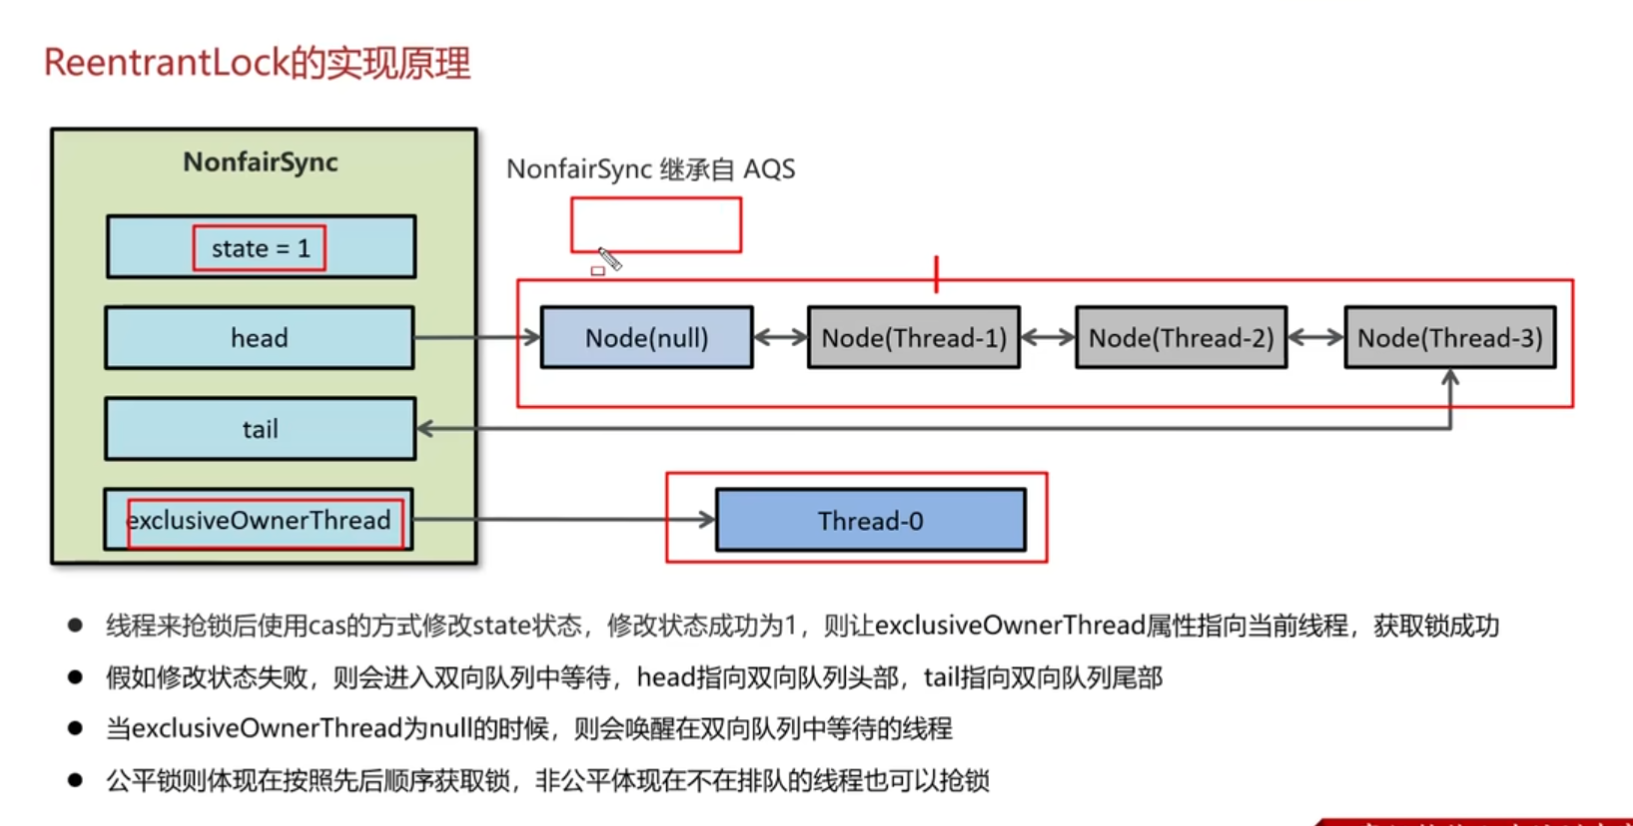 ReentrantLock的实现原理
NonfairSync
NonfairSync 继承自 AQS
state = 1
head
Node(null)
Node(Thread-1)
Node(Thread-2)
Node(Thread-3)
tail
exclusiveOwnerThread
Thread-0
线程来抢锁后使用cas的方式修改state状态，修改状态成功为1，则让exclusiveOwnerThread属性指向当前线程，获取锁成功
假如修改状态失败，则会进入双向队列中等待，head指向双向队列头部，tail指向双向队列尾部
当exclusiveOwnerThread为null的时候，则会唤醒在双向队列中等待的线程
公平锁则体现在按照先后顺序获取锁，非公平体现在不在排队的线程也可以抢锁